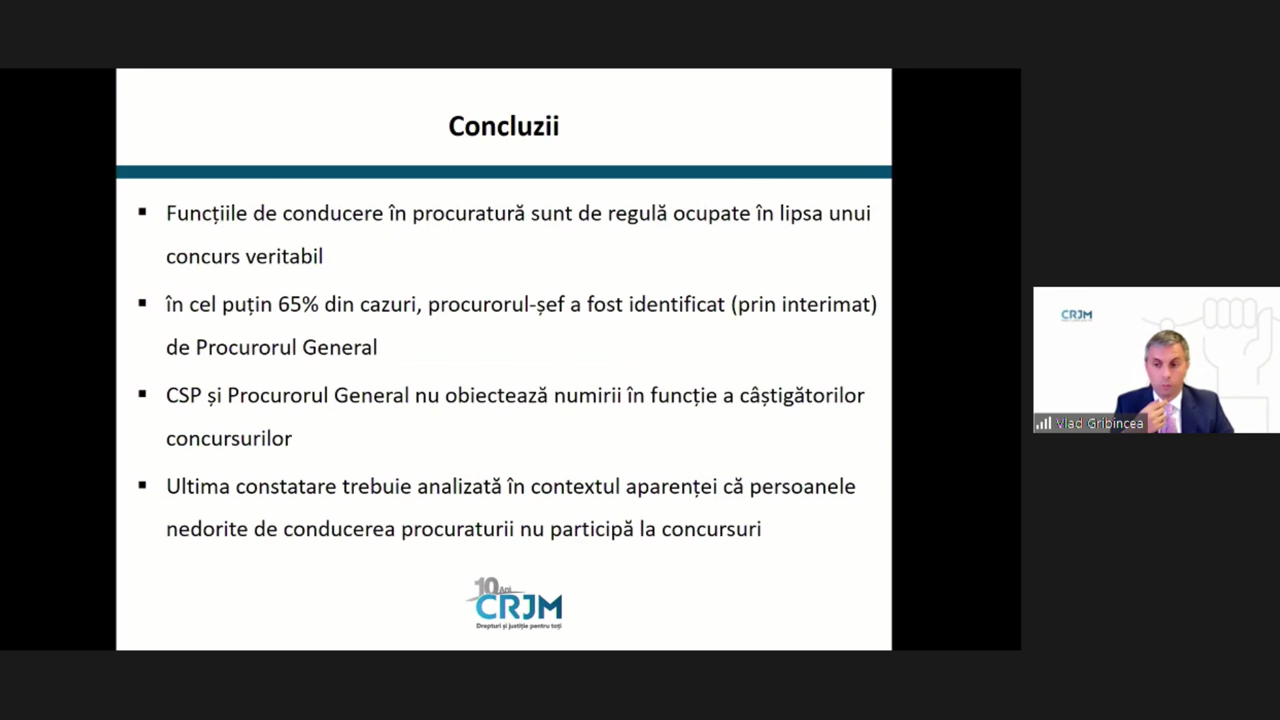 Concluzii
▪ Funcțiile de conducere în procuratură sunt de regulă ocupate în lipsa unui
concurs veritabil
▪ în cel puțin 65% din cazuri, procurorul-șef a fost identificat (prin interimat)
de Procurorul General
▪ CSP și Procurorul General nu obiectează numirii în funcție a câștigătorilor
concursurilor
▪ Ultima constatare trebuie analizată în contextul aparenței că persoanele
nedorite de conducerea procuraturii nu participă la concursuri
10 Ani
CRJM
Drepturi și justiție pentru toți
CRJM
Vlad Gribincea